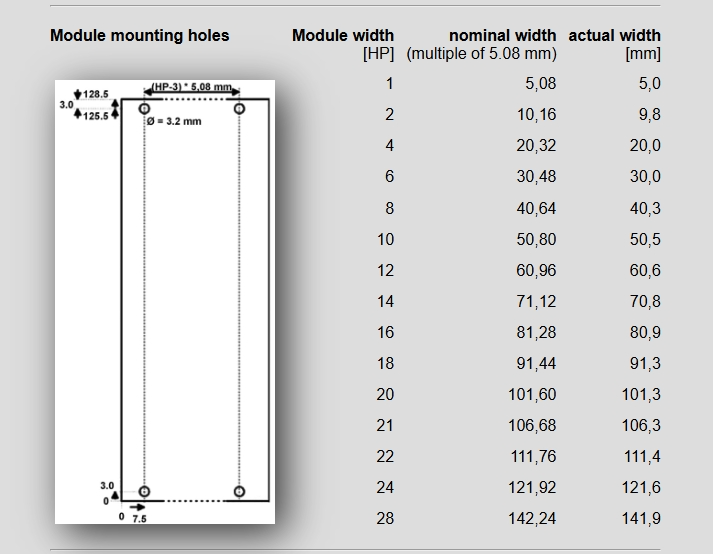 Module mounting holes
Module width nominal width actual width
[HP] (multiple of 5.08 mm) [mm]
(HP-3) * 5,08 mm
128.5
3.0
125.5
Ø = 3.2 mm
3.0
0
0 7.5
1 5,08 5,0
2 10,16 9,8
4 20,32 20,0
6 30,48 30,0
8 40,64 40,3
10 50,80 50,5
12 60,96 60,6
14 71,12 70,8
16 81,28 80,9
18 91,44 91,3
20 101,60 101,3
21 106,68 106,3
22 111,76 111,4
24 121,92 121,6
28 142,24 141,9